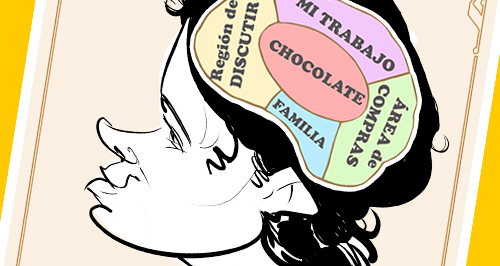 MI TRABAJO
Región de
DISCUTIR
CHOCOLATE
FAMILIA
ÁREA de
COMPRAS